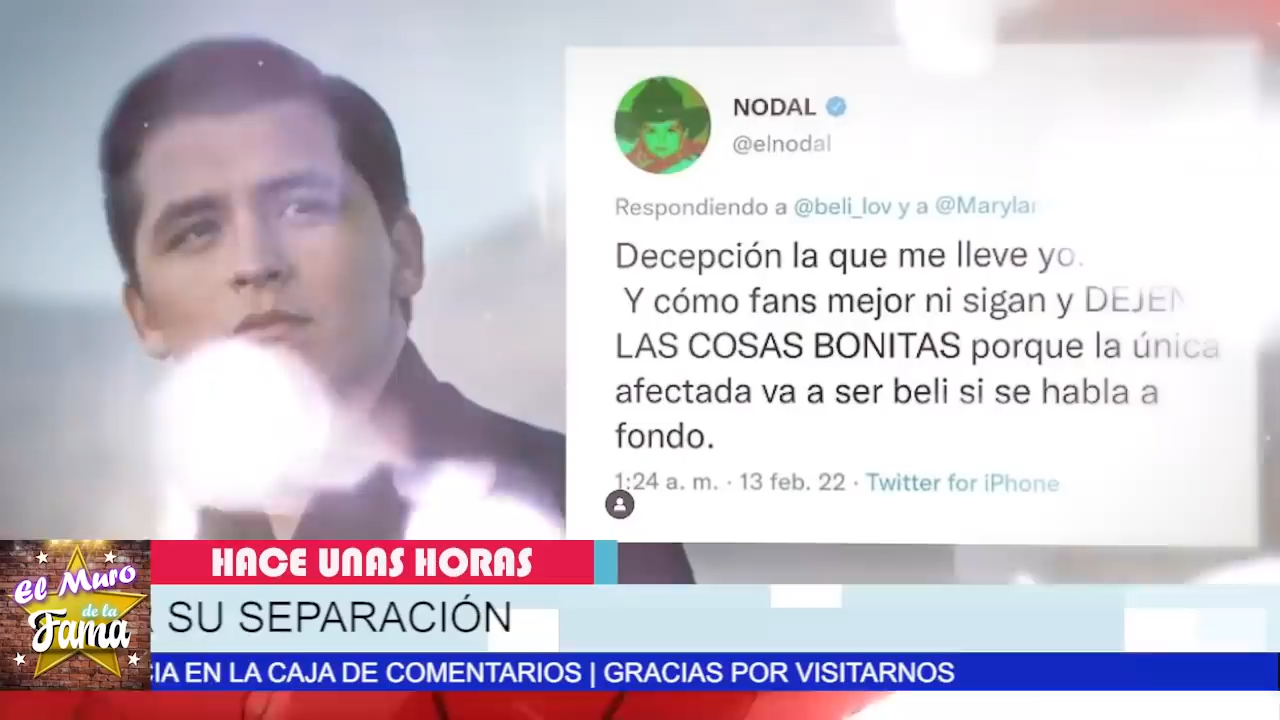 NODAL
@elnodal
Respondiendo a @beli_lov y a @Maryla
Decepción la que me lleve yo.
Y cómo fans mejor ni sigan y DEJEN
LAS COSAS BONITAS porque la única
afectada va a ser beli si se habla a
fondo.
1:24 a. m. · 13 feb. 22 · Twitter for iPhone
HACE UNAS HORAS
El Muro
de la
Fama
SU SEPARACIÓN
CIA EN LA CAJA DE COMENTARIOS | GRACIAS POR VISITARNOS